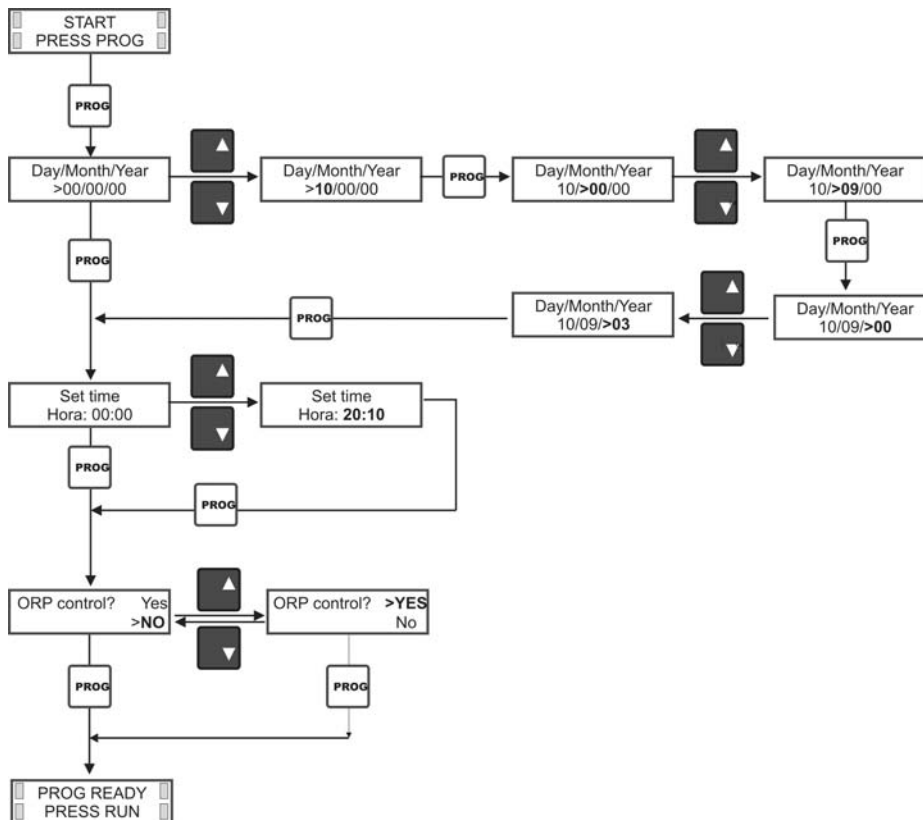 START
PRESS PROG
PROG
Day/Month/Year
>00/00/00
Day/Month/Year
>10/00/00
PROG
Day/Month/Year
10/>00/00
Day/Month/Year
10/>09/00
PROG
PROG
Day/Month/Year
10/09/>00
Day/Month/Year
10/09/>03
PROG
Set time
Hora: 00:00
Set time
Hora: 20:10
PROG
PROG
ORP control? Yes
>NO
ORP control? >YES
No
PROG
PROG
PROG READY
PRESS RUN